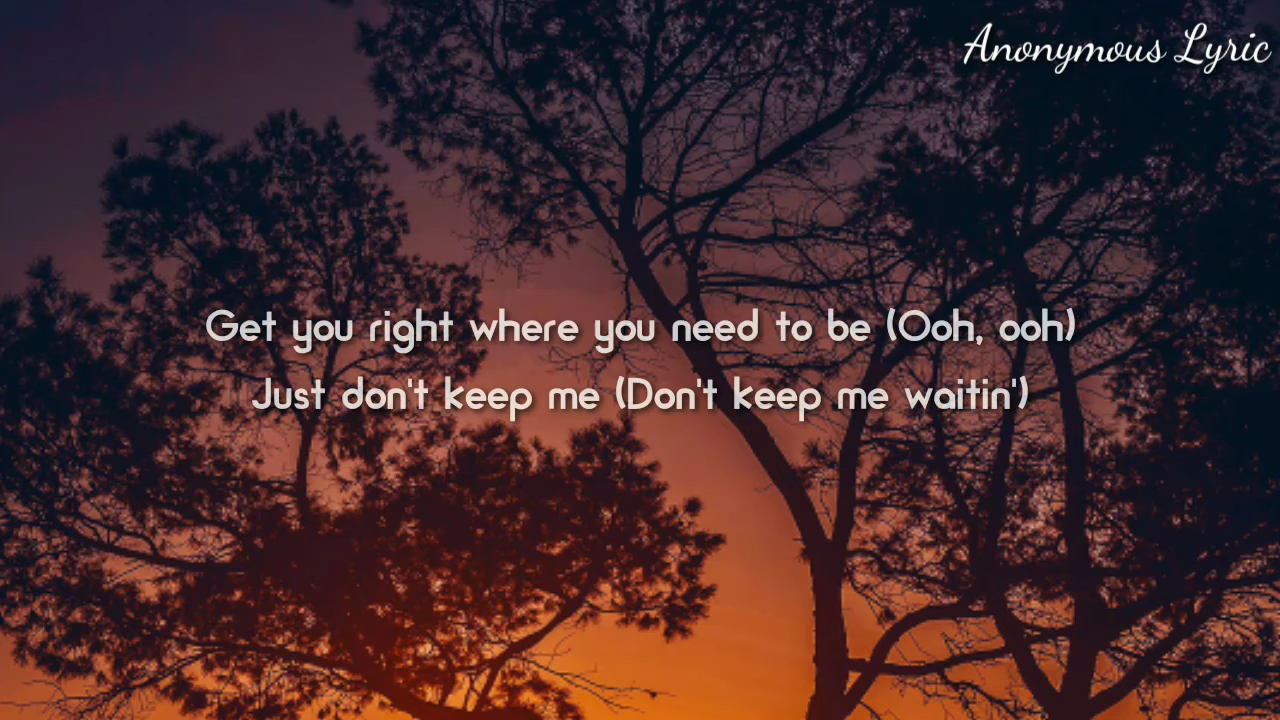 Anonymous Lyric
Get you right where you need to be (Ooh, ooh)
Just don't keep me (Don't keep me waitin')